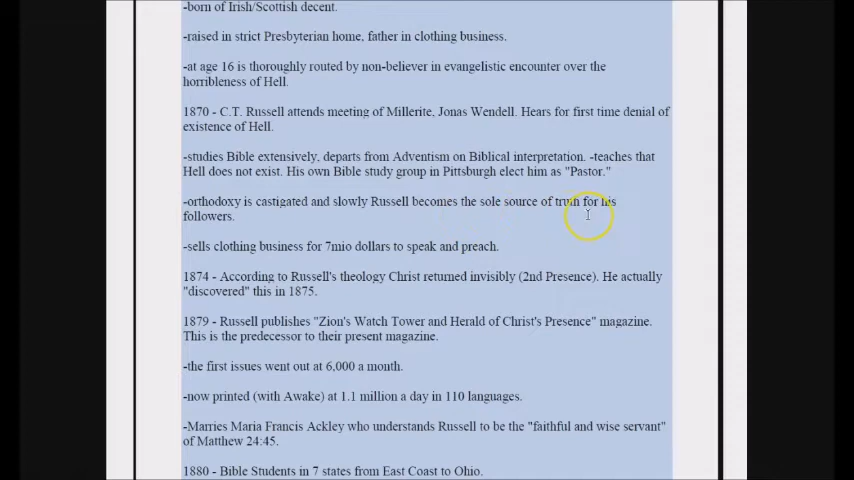 -born of Irish/Scottish decent.
-raised in strict Presbyterian home, father in clothing business.
-at age 16 is thoroughly routed by non-believer in evangelistic encounter over the
horribleness of Hell.
1870 - C.T. Russell attends meeting of Millerite, Jonas Wendell. Hears for first time denial of
existence of Hell.
-studies Bible extensively, departs from Adventism on Biblical interpretation. -teaches that
Hell does not exist. His own Bible study group in Pittsburgh elect him as "Pastor."
-orthodoxy is castigated and slowly Russell becomes the sole source of truth for his
followers.
-sells clothing business for 7mio dollars to speak and preach.
1874 - According to Russell's theology Christ returned invisibly (2nd Presence). He actually
"discovered" this in 1875.
1879 - Russell publishes "Zion's Watch Tower and Herald of Christ's Presence" magazine.
This is the predecessor to their present magazine.
-the first issues went out at 6,000 a month.
-now printed (with Awake) at 1.1 million a day in 110 languages.
-Marries Maria Francis Ackley who understands Russell to be the "faithful and wise servant"
of Matthew 24:45.
1880 - Bible Students in 7 states from East Coast to Ohio.